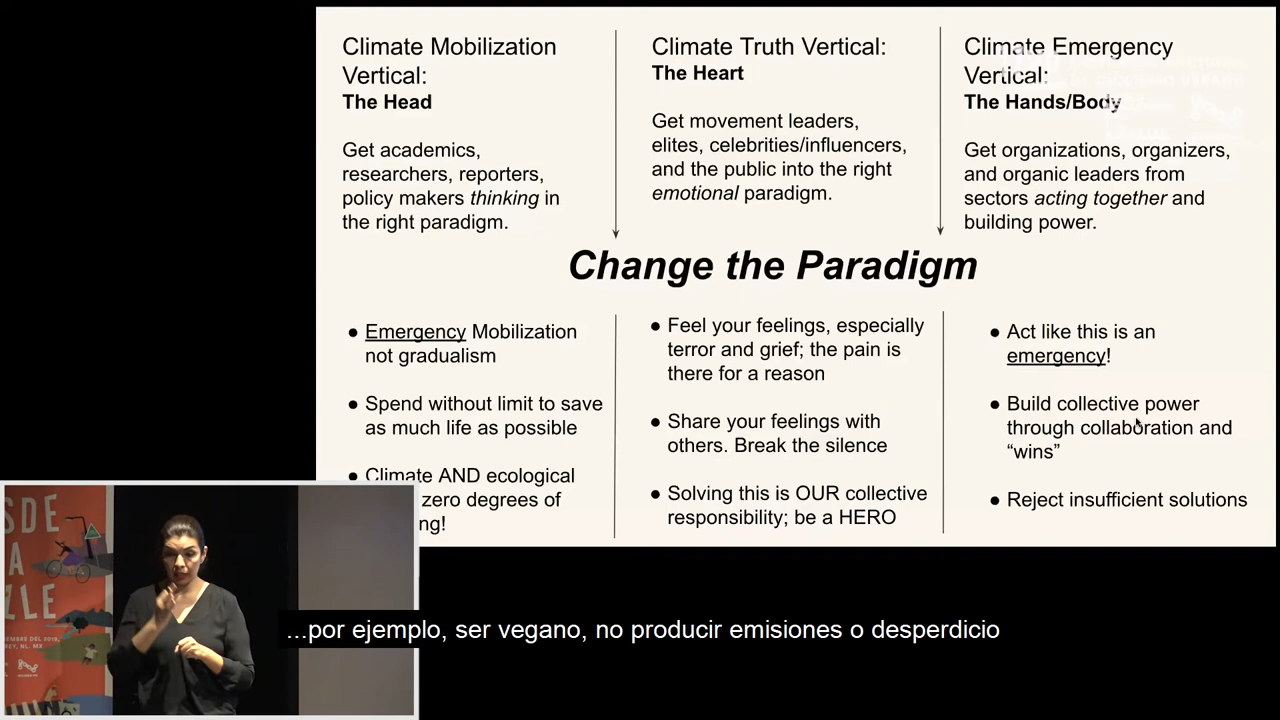 Climate Mobilization
Vertical:
The Head
Get academics,
researchers, reporters,
policy makers thinking in
the right paradigm.
Climate Truth Vertical:
The Heart
Get movement leaders,
elites, celebrities/influencers,
and the public into the right
emotional paradigm.
Climate Emergency
Vertical:
The Hands/Body
Get organizations, organizers,
and organic leaders from
sectors acting together and
building power.
Change the Paradigm
● Emergency Mobilization
not gradualism
● Spend without limit to save
as much life as possible
● Climate AND ecological
zero degrees of
ng!
● Feel your feelings, especially
terror and grief; the pain is
there for a reason
● Share your feelings with
others. Break the silence
● Solving this is OUR collective
responsibility; be a HERO
● Act like this is an
emergency!
● Build collective power
through collaboration and
“wins”
● Reject insufficient solutions
SDE
A
ZLE
...por ejemplo, ser vegano, no producir emisiones o desperdicio